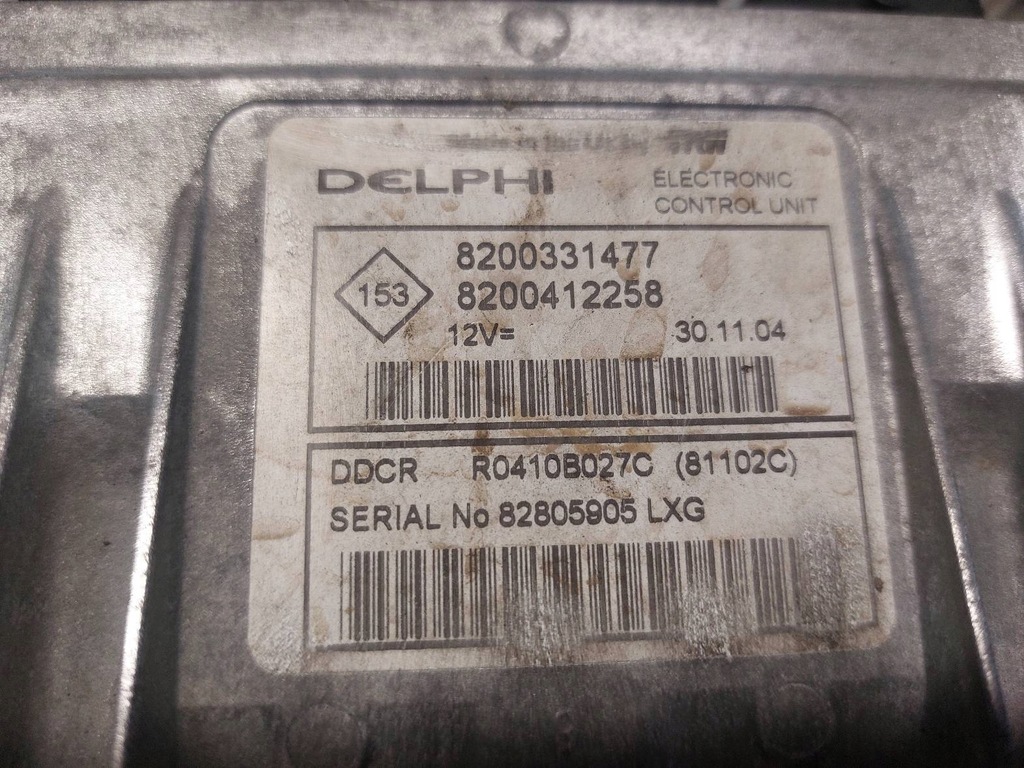 DELPHI
ELECTRONIC
CONTROL UNIT
153
8200331477
8200412258
12V=
30.11.04
DDCR R0410B027C (81102C)
SERIAL No 82805905 LXG